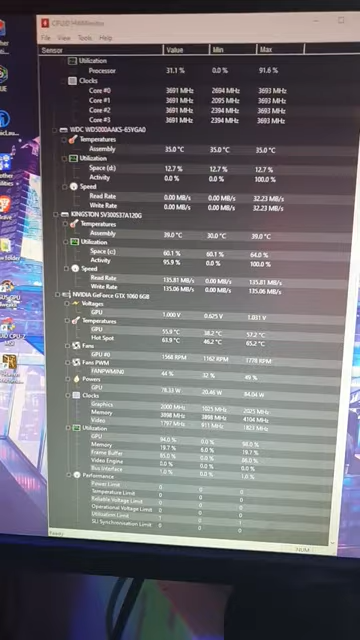 CPUID HWMonitor
File View Tools Help
Sensor Value Min Max
Utilization
Processor 31.1 % 0.0 % 91.6 %
Clocks
Core #0 3691 MHz 2694 MHz 3693 MHz
Core #1 3691 MHz 2095 MHz 3693 MHz
Core #2 3691 MHz 2394 MHz 3693 MHz
Core #3 3691 MHz 2394 MHz 3693 MHz
WDC WD5000AAKS-65YGA0
Temperatures
Assembly 35.0 °C 35.0 °C 35.0 °C
Utilization
Space (d:) 12.7 % 12.7 % 12.7 %
Activity 0.0 % 0.0 % 100.0 %
Speed
Read Rate 0.00 MB/s 0.00 MB/s 32.23 MB/s
Write Rate 0.00 MB/s 0.00 MB/s 32.23 MB/s
KINGSTON SV300S37A120G
Temperatures
Assembly 39.0 °C 30.0 °C 39.0 °C
Utilization
Space (c:) 60.1 % 60.1 % 64.0 %
Activity 95.9 % 0.0 % 100.0 %
Speed
Read Rate 135.81 MB/s 0.00 MB/s 135.81 MB/s
Write Rate 135.06 MB/s 0.00 MB/s 135.06 MB/s
NVIDIA GeForce GTX 1060 6GB
Voltages
GPU 1.000 V 0.625 V 1.031 V
Temperatures
GPU 55.9 °C 38.2 °C 57.2 °C
Hot Spot 63.9 °C 46.2 °C 65.2 °C
Fans
GPU #0 1568 RPM 1162 RPM 1778 RPM
Fans PWM
FANPWMIN0 44 % 32 % 49 %
Powers
GPU 78.33 W 20.46 W 84.04 W
Clocks
Graphics 2000 MHz 1025 MHz 2025 MHz
Memory 3898 MHz 3898 MHz 4104 MHz
Video 1797 MHz 911 MHz
Utilization
GPU 94.0 % 0.0 % 98.0 %
Memory
Frame Buffer
Video Engine 0.0 % 0.0 %
Bus Interface 1.0 % 0.0 % 1.0 %
Performance
Power Limit 0 0 0
Temperature Limit 0 0 0
Reliable Voltage Limit
Operational Voltage Limit
Utilization Limit
SLI Synchronisation Limit
Ready NUM